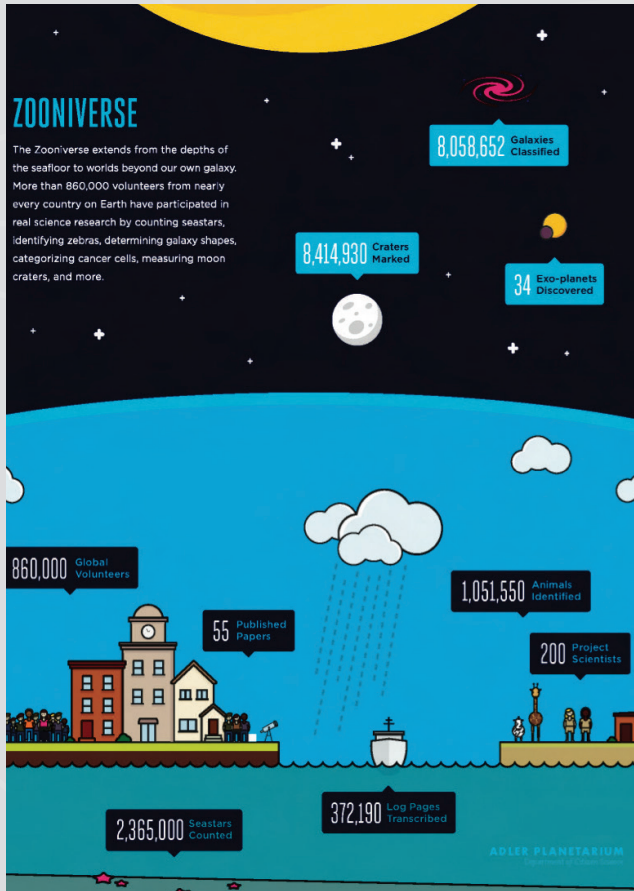 ZOONIVERSE
The Zooniverse extends from the depths of
the seafloor to worlds beyond our own galaxy.
More than 860,000 volunteers from nearly
every country on Earth have participated in
real science research by counting seastars,
identifying zebras, determining galaxy shapes,
categorizing cancer cells, measuring moon
craters, and more.
8,058,652 Galaxies
Classified
8,414,930 Craters
Marked
34 Exo-planets
Discovered
860,000 Global
Volunteers
1,051,550 Animals
Identified
55 Published
Papers
200 Project
Scientists
372,190 Log Pages
Transcribed
2,365,000 Seastars
Counted
ADLER PLANETARIUM
Department of Citizen Science